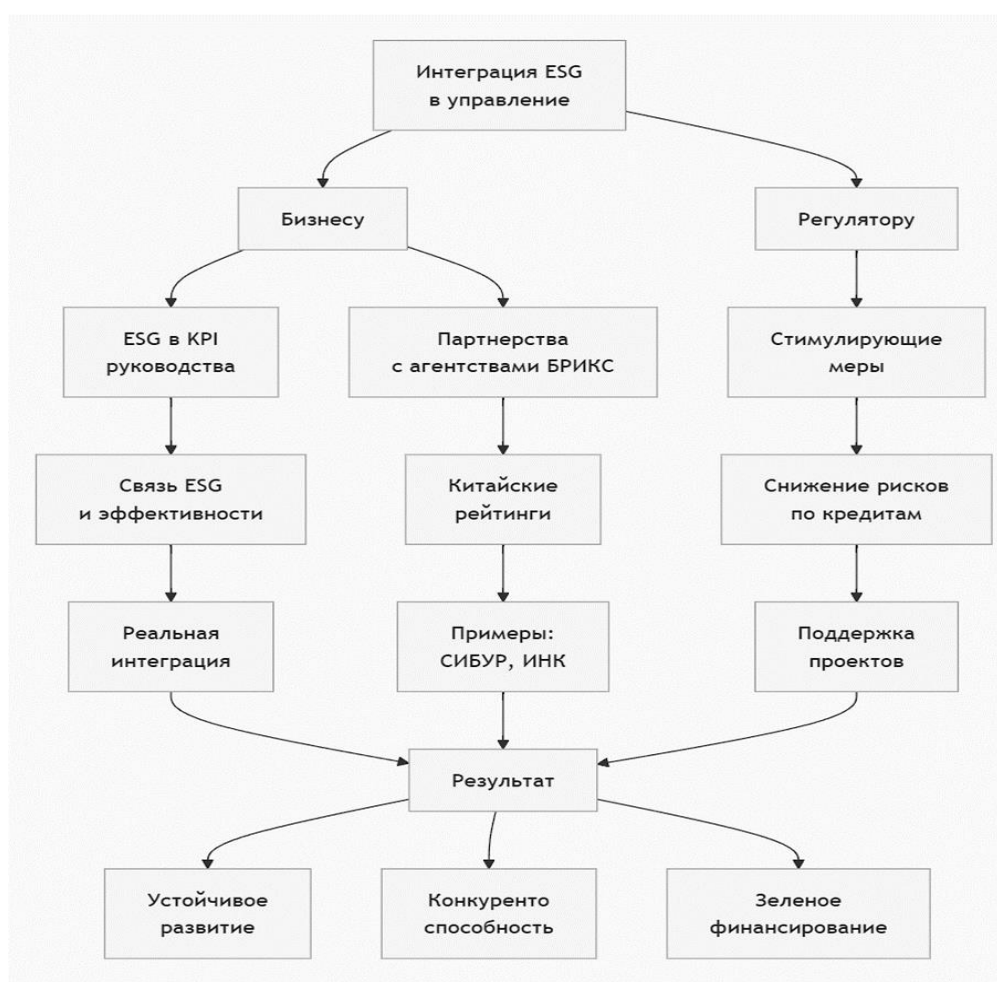 Интеграция ESG
в управление
Бизнесу
Регулятору
ESG в KPI
руководства
Партнерства
с агентствами БРИКС
Стимулирующие
меры
Связь ESG
и эффективности
Китайские
рейтинги
Снижение рисков
по кредитам
Реальная
интеграция
Примеры:
СИБУР, ИНК
Поддержка
проектов
Результат
Устойчивое
развитие
Конкуренто
способность
Зеленое
финансирование